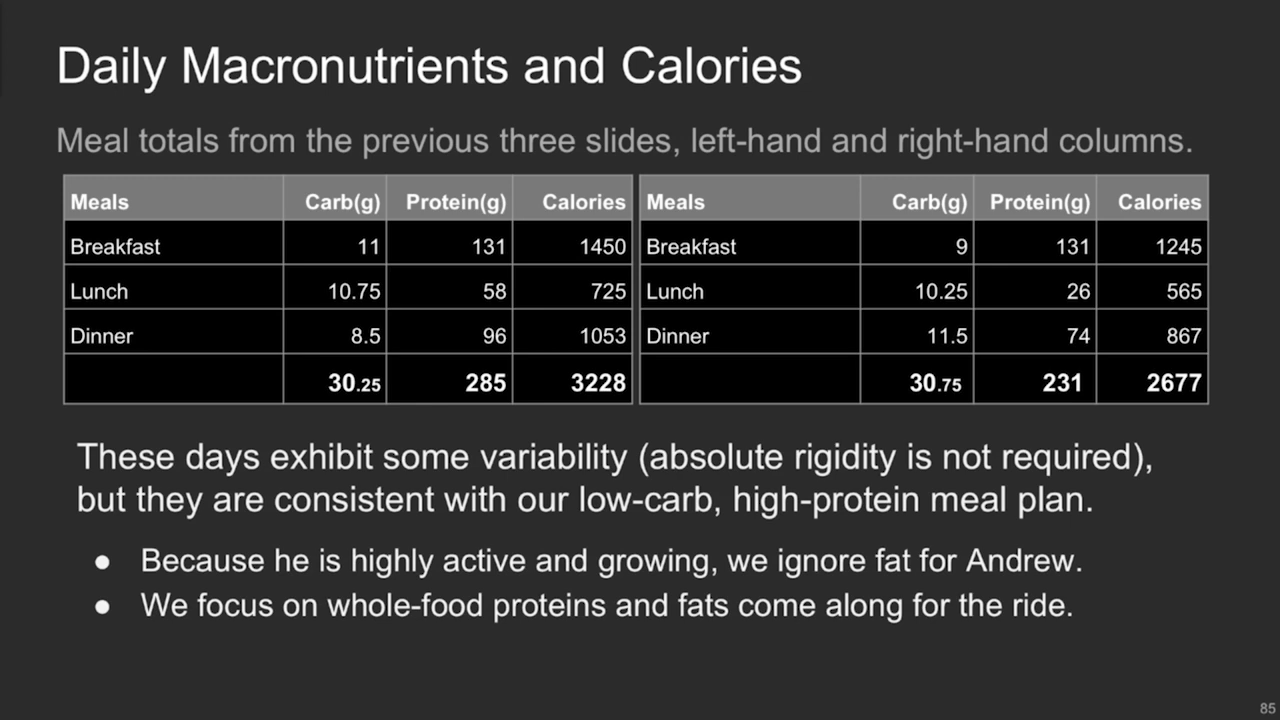 Daily Macronutrients and Calories
Meal totals from the previous three slides, left-hand and right-hand columns.
Meals Carb(g) Protein(g) Calories Meals Carb(g) Protein(g) Calories
Breakfast 11 131 1450 Breakfast 9 131 1245
Lunch 10.75 58 725 Lunch 10.25 26 565
Dinner 8.5 96 1053 Dinner 11.5 74 867
30.25 285 3228 30.75 231 2677
These days exhibit some variability (absolute rigidity is not required),
but they are consistent with our low-carb, high-protein meal plan.
● Because he is highly active and growing, we ignore fat for Andrew.
● We focus on whole-food proteins and fats come along for the ride.
85